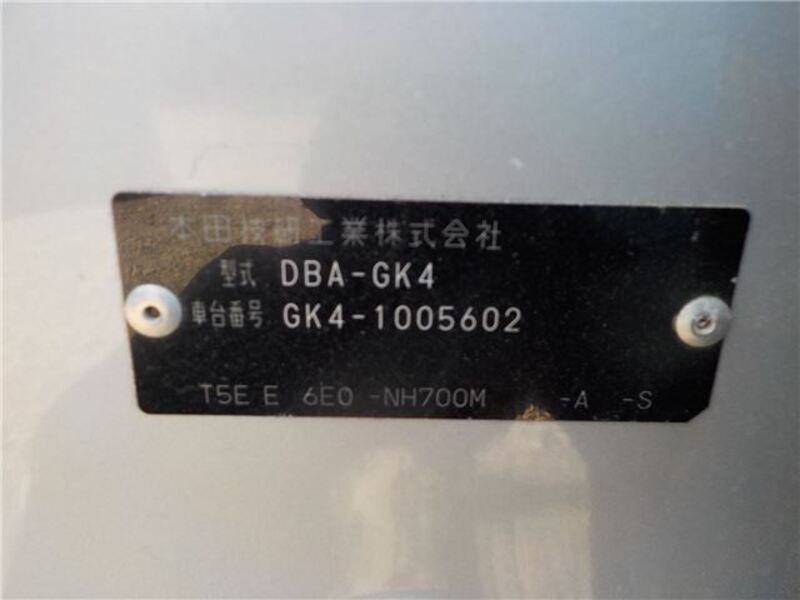 本田技研工業株式会社
型式 DBA-GK4
車台番号 GK4-1005602
T5E E 6E0 -NH700M -A -S